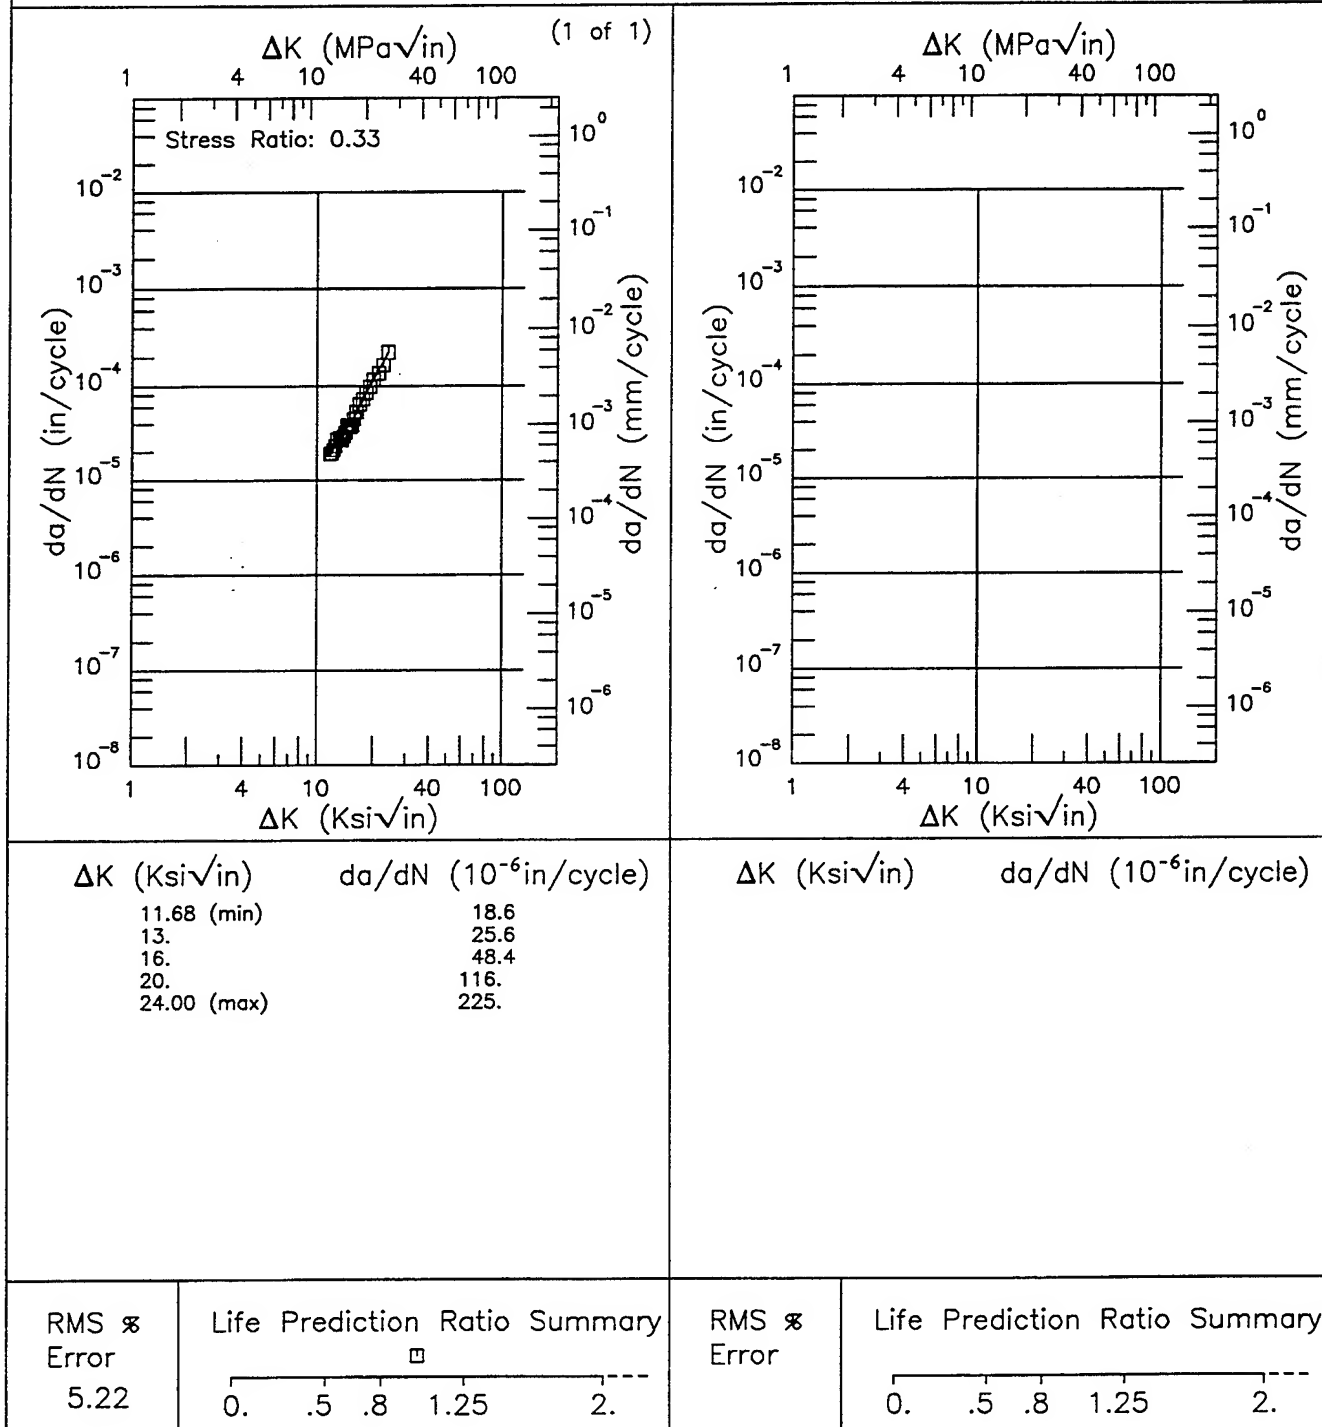 (1 of 1)
ΔK (MPa√in)
1 4 10 40 100
Stress Ratio: 0.33
10⁰
10⁻²
10⁻¹
10⁻³
10⁻²
10⁻⁴
10⁻³
10⁻⁵
10⁻⁴
10⁻⁶
10⁻⁵
10⁻⁷
10⁻⁶
10⁻⁸
da/dN (in/cycle)
da/dN (mm/cycle)
1 4 10 40 100
ΔK (Ksi√in)
ΔK (MPa√in)
1 4 10 40 100
10⁰
10⁻²
10⁻¹
10⁻³
10⁻²
10⁻⁴
10⁻³
10⁻⁵
10⁻⁴
10⁻⁶
10⁻⁵
10⁻⁷
10⁻⁶
10⁻⁸
da/dN (in/cycle)
da/dN (mm/cycle)
1 4 10 40 100
ΔK (Ksi√in)
ΔK (Ksi√in) da/dN (10⁻⁶in/cycle)
11.68 (min) 18.6
13. 25.6
16. 48.4
20. 116.
24.00 (max) 225.
ΔK (Ksi√in) da/dN (10⁻⁶in/cycle)
RMS %
Error
5.22
Life Prediction Ratio Summary
0. .5 .8 1.25 2.
RMS %
Error
Life Prediction Ratio Summary
0. .5 .8 1.25 2.